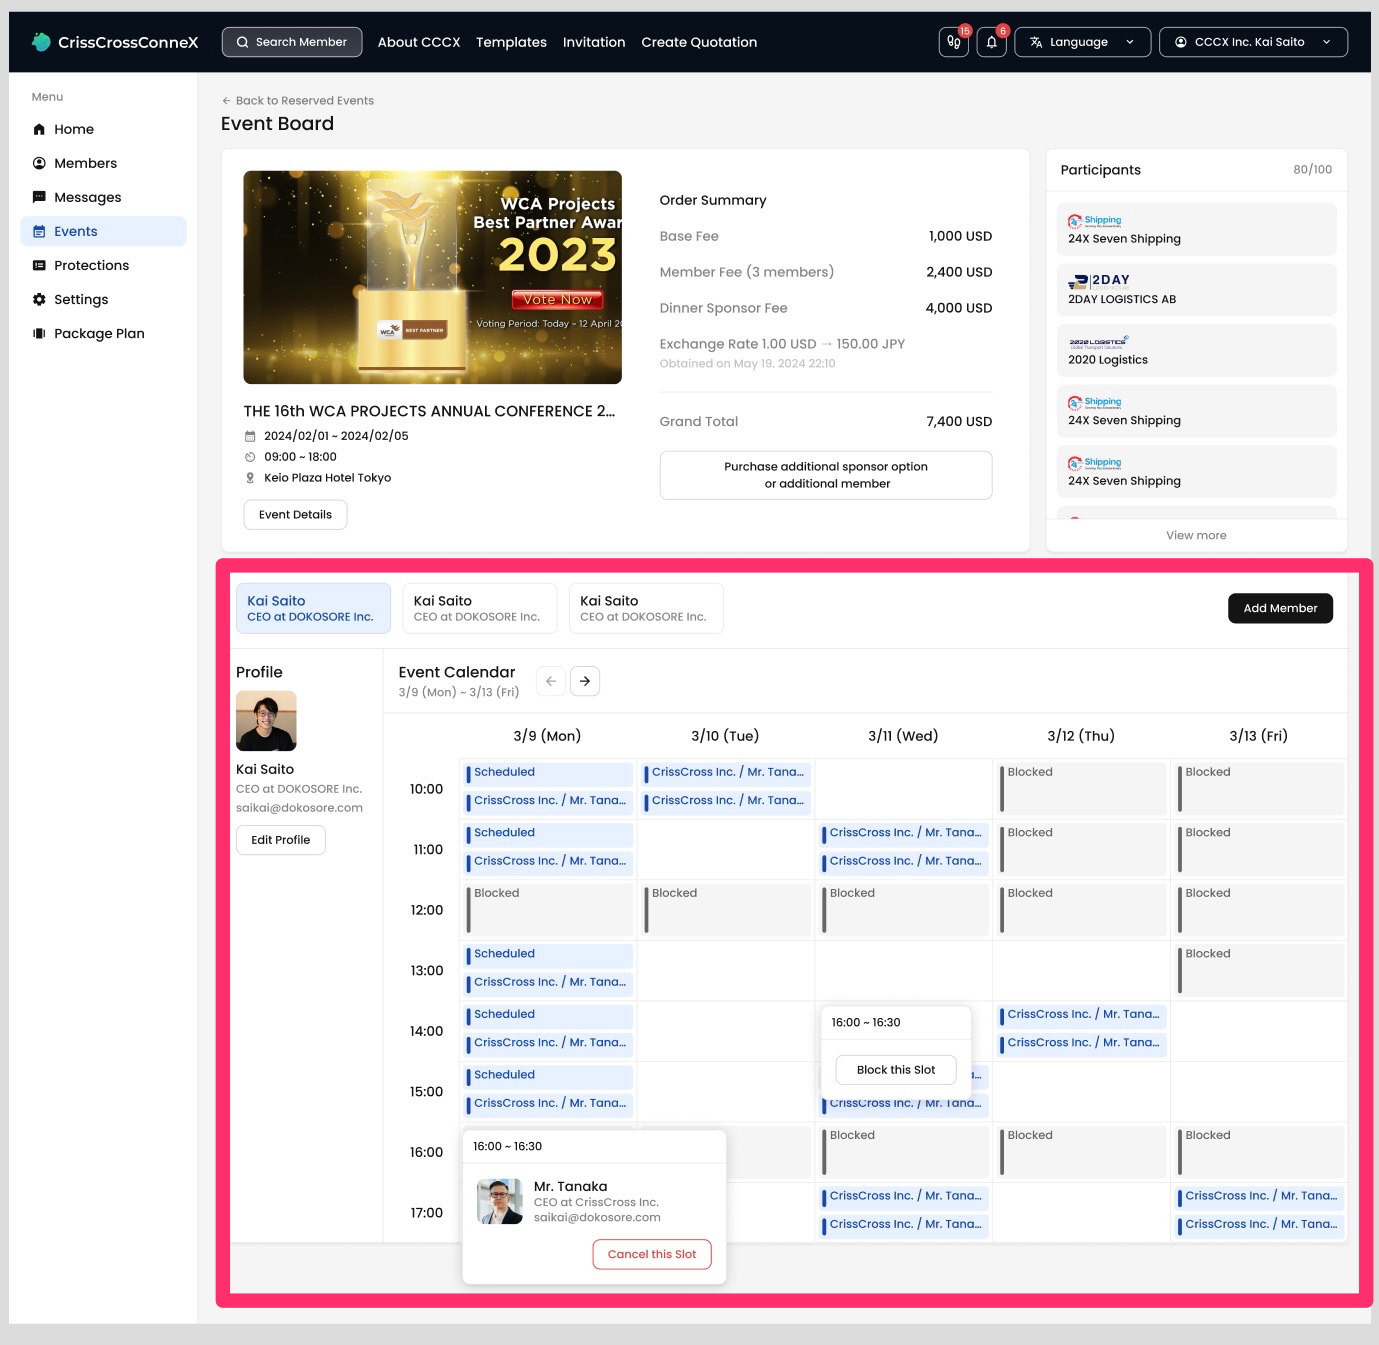 CrissCrossConneX
Search Member
About CCCX
Templates
Invitation
Create Quotation
15
6
Language
CCCX Inc. Kai Saito
Menu
Home
Members
Messages
Events
Protections
Settings
Package Plan
← Back to Reserved Events
Event Board
WCA Projects
Best Partner Awar
2023
Vote Now
Voting Period: Today - 12 April 20
WCA
BEST PARTNER
THE 16th WCA PROJECTS ANNUAL CONFERENCE 2...
2024/02/01 ~ 2024/02/05
09:00 ~ 18:00
Keio Plaza Hotel Tokyo
Event Details
Order Summary
Base Fee 1,000 USD
Member Fee (3 members) 2,400 USD
Dinner Sponsor Fee 4,000 USD
Exchange Rate 1.00 USD → 150.00 JPY
Obtained on May 19. 2024 22:10
Grand Total 7,400 USD
Purchase additional sponsor option
or additional member
Participants 80/100
Shipping
24X Seven Shipping
2DAY
LOGISTICS AB
2DAY LOGISTICS AB
2020 LOGISTICS
Global Transport Solutions
2020 Logistics
Shipping
24X Seven Shipping
Shipping
24X Seven Shipping
View more
Kai Saito
CEO at DOKOSORE Inc.
Kai Saito
CEO at DOKOSORE Inc.
Kai Saito
CEO at DOKOSORE Inc.
Add Member
Profile
Kai Saito
CEO at DOKOSORE Inc.
saikai@dokosore.com
Edit Profile
Event Calendar
3/9 (Mon) ~ 3/13 (Fri)
← →
3/9 (Mon) 3/10 (Tue) 3/11 (Wed) 3/12 (Thu) 3/13 (Fri)
10:00
Scheduled CrissCross Inc. / Mr. Tana... Blocked Blocked
CrissCross Inc. / Mr. Tana... CrissCross Inc. / Mr. Tana...
11:00
Scheduled CrissCross Inc. / Mr. Tana... Blocked Blocked
CrissCross Inc. / Mr. Tana... CrissCross Inc. / Mr. Tana...
12:00
Blocked Blocked Blocked Blocked Blocked
13:00
Scheduled Blocked
CrissCross Inc. / Mr. Tana...
14:00
Scheduled CrissCross Inc. / Mr. Tana...
CrissCross Inc. / Mr. Tana... CrissCross Inc. / Mr. Tana...
16:00 ~ 16:30
Block this Slot
15:00
Scheduled a...
CrissCross Inc. / Mr. Tana... CrissCross Inc. / Mr. Tana...
16:00
Blocked Blocked Blocked
16:00 ~ 16:30
Mr. Tanaka
CEO at CrissCross Inc.
saikai@dokosore.com
Cancel this Slot
17:00
CrissCross Inc. / Mr. Tana... CrissCross Inc. / Mr. Tana...
CrissCross Inc. / Mr. Tana... CrissCross Inc. / Mr. Tana...